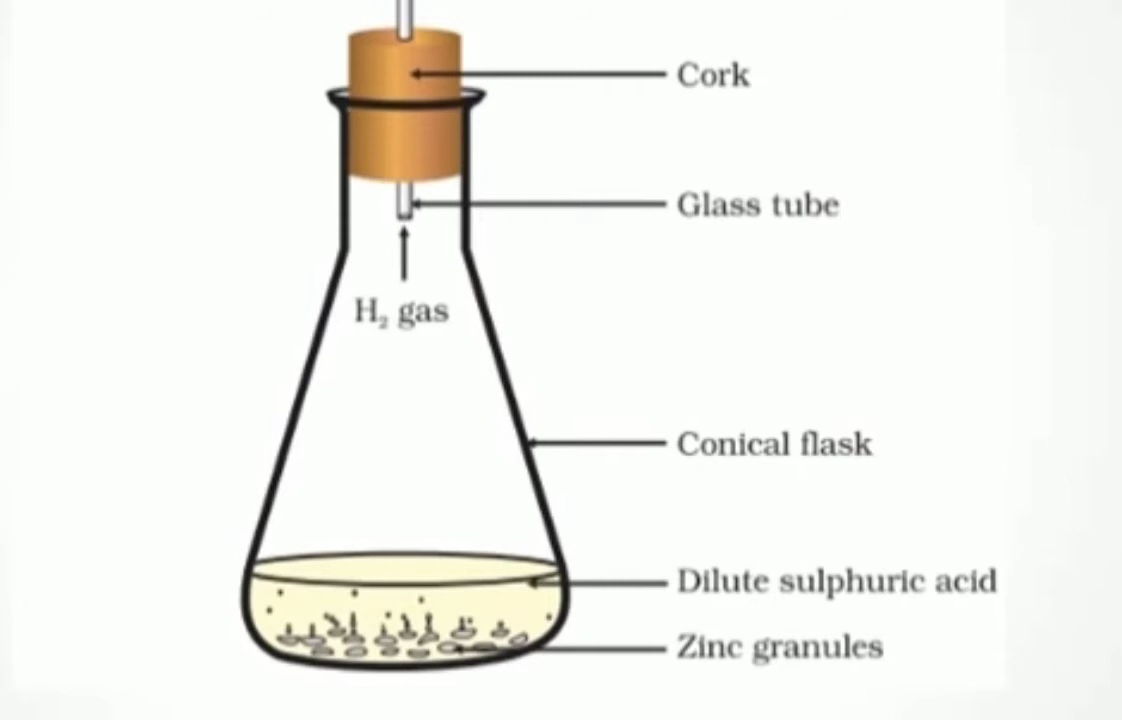 Cork
Glass tube
H₂ gas
Conical flask
Dilute sulphuric acid
Zinc granules